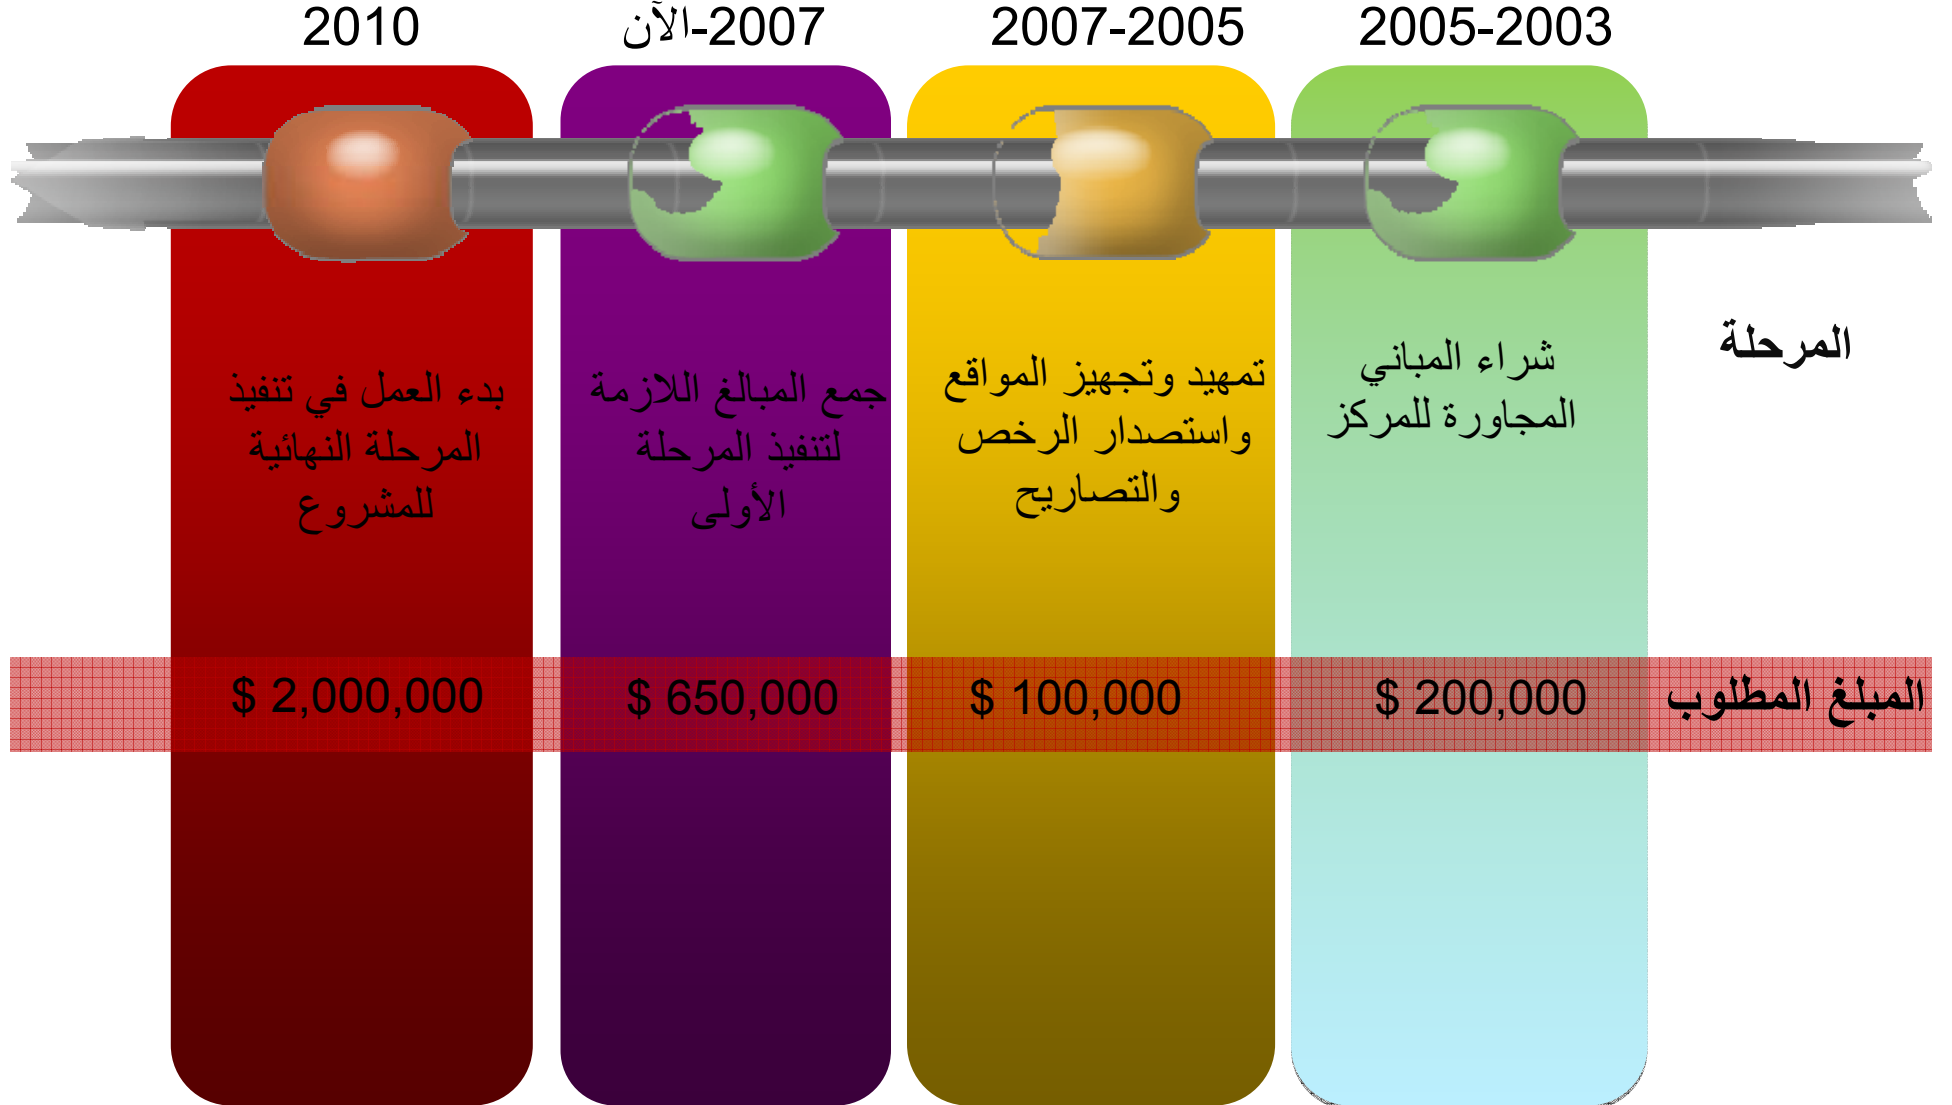 2003-2005
2005-2007
2007-الآن
2010
المرحلة
شراء المباني
المجاورة للمركز
تمهيد وتجهيز المواقع
واستصدار الرخص
والتصاريح
جمع المبالغ اللازمة
لتنفيذ المرحلة
الأولى
بدء العمل في تنفيذ
المرحلة النهائية
للمشروع
المبلغ المطلوب
$ 200,000
$ 100,000
$ 650,000
$ 2,000,000